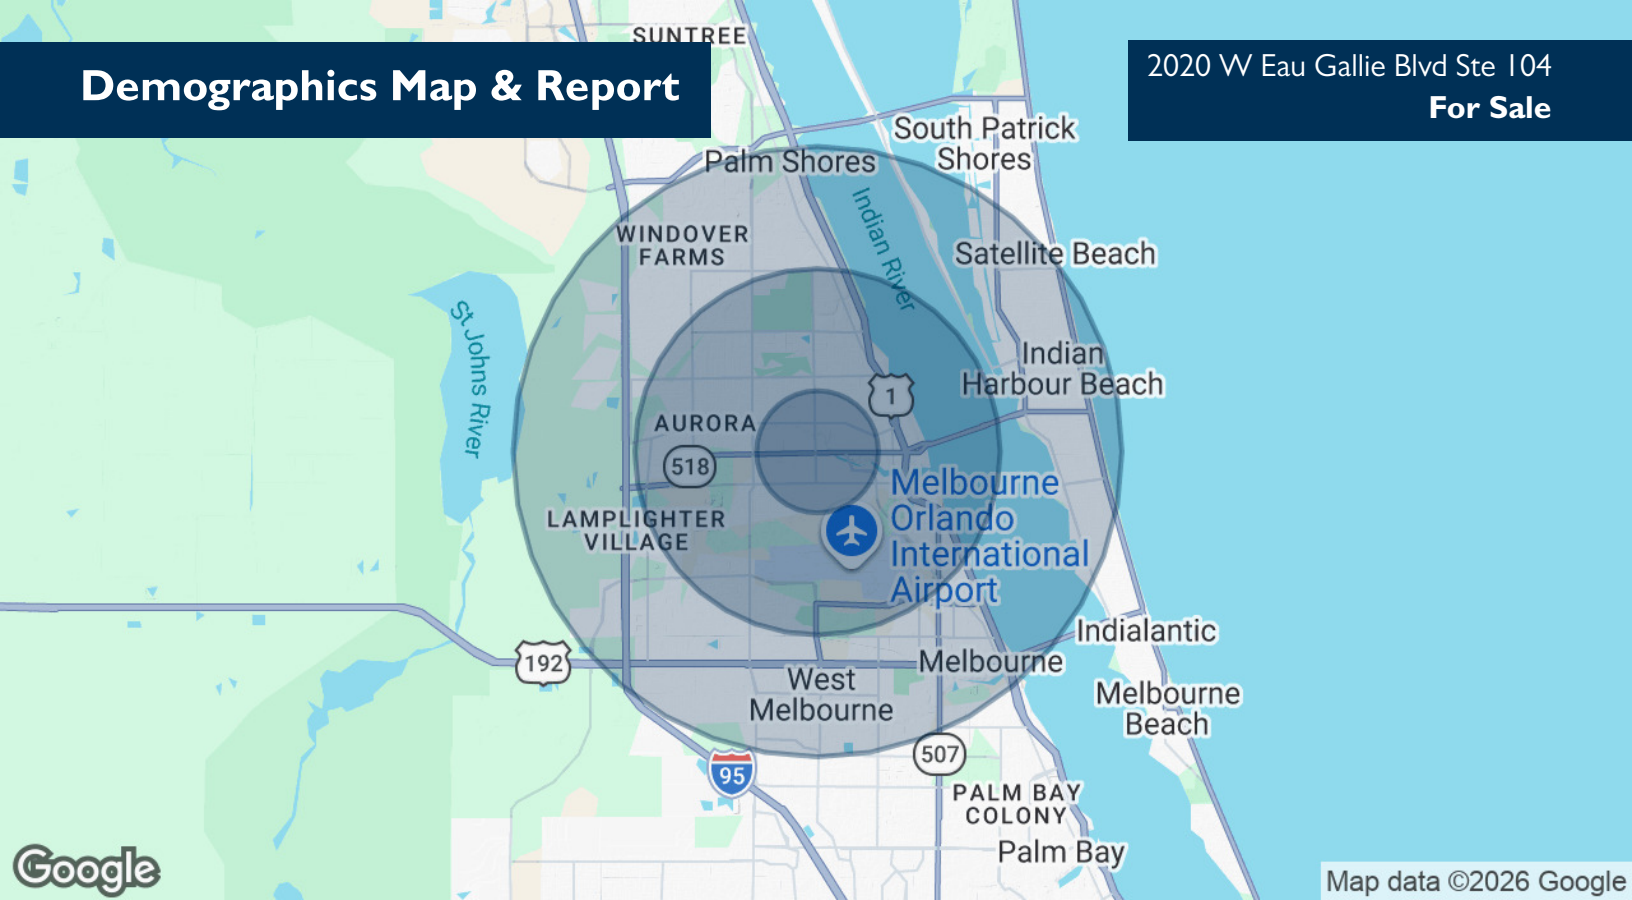 SUNTREE
Demographics Map & Report
2020 W Eau Gallie Blvd Ste 104
For Sale
South Patrick
Shores
Palm Shores
Indian River
WINDOVER
FARMS
Satellite Beach
St Johns River
Indian
Harbour Beach
1
AURORA
518
Melbourne
Orlando
International
Airport
LAMPLIGHTER
VILLAGE
Indialantic
192
Melbourne
West
Melbourne
Melbourne
Beach
507
95
PALM BAY
COLONY
Palm Bay
Google
Map data ©2026 Google